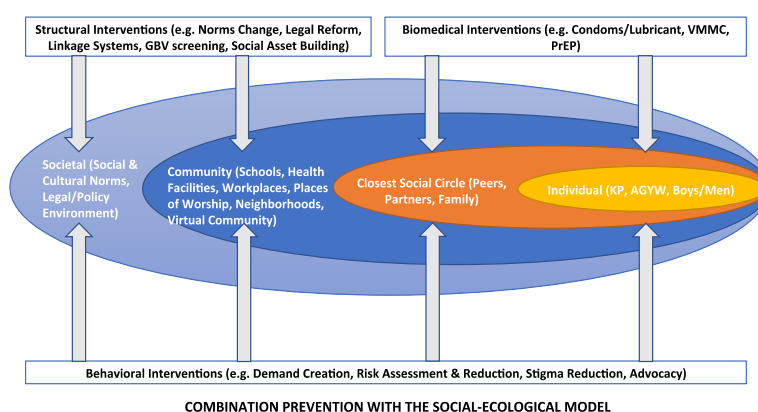 Structural Interventions (e.g. Norms Change, Legal Reform,
Linkage Systems, GBV screening, Social Asset Building)
Biomedical Interventions (e.g. Condoms/Lubricant, VMMC,
PrEP)
Societal (Social &
Cultural Norms,
Legal/Policy
Environment)
Community (Schools, Health
Facilities, Workplaces, Places
of Worship, Neighborhoods,
Virtual Community)
Closest Social Circle (Peers,
Partners, Family)
Individual (KP, AGYW, Boys/Men)
Behavioral Interventions (e.g. Demand Creation, Risk Assessment & Reduction, Stigma Reduction, Advocacy)
COMBINATION PREVENTION WITH THE SOCIAL-ECOLOGICAL MODEL